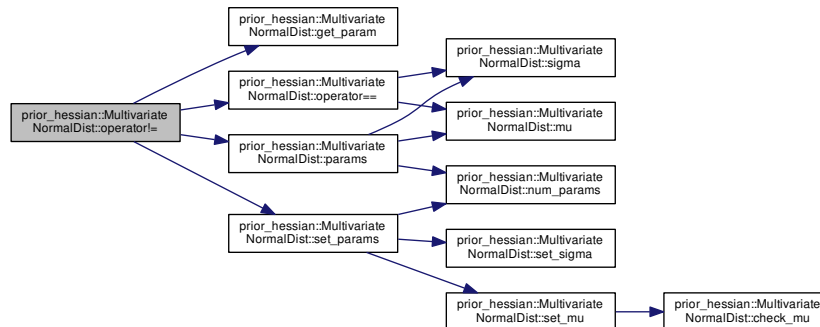 prior_hessian::Multivariate
NormalDist::operator!=
prior_hessian::Multivariate
NormalDist::get_param
prior_hessian::Multivariate
NormalDist::operator==
prior_hessian::Multivariate
NormalDist::params
prior_hessian::Multivariate
NormalDist::set_params
prior_hessian::Multivariate
NormalDist::sigma
prior_hessian::Multivariate
NormalDist::mu
prior_hessian::Multivariate
NormalDist::num_params
prior_hessian::Multivariate
NormalDist::set_sigma
prior_hessian::Multivariate
NormalDist::set_mu
prior_hessian::Multivariate
NormalDist::check_mu